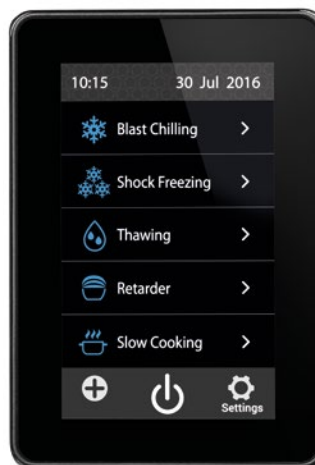 10:15 30 Jul 2016
Blast Chilling
Shock Freezing
Thawing
Retarder
Slow Cooking
Settings